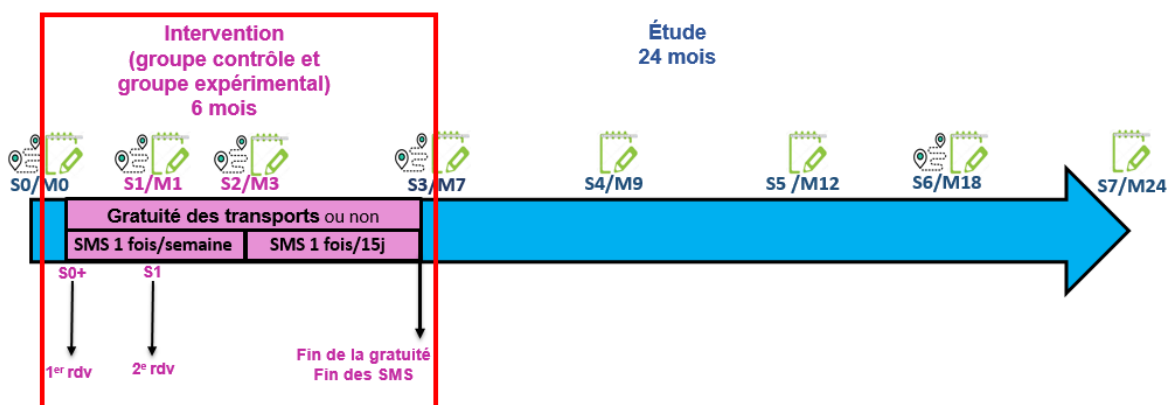 Intervention
(groupe contrôle et
groupe expérimental)
6 mois
Étude
24 mois
S0/M0
S1/M1
S2/M3
S3/M7
S4/M9
S5 /M12
S6/M18
S7/M24
Gratuité des transports ou non
SMS 1 fois/semaine
SMS 1 fois/15j
S0+
S1
1er rdv
2e rdv
Fin de la gratuité
Fin des SMS